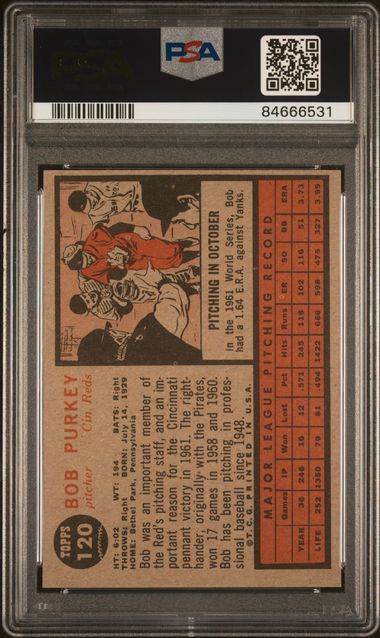 PSA
PSA
84666531
TOPPS
120
BOB PURKEY
pitcher Cin Reds
HT: 6:02 WT: 194 BATS: Right
THROWS: Right BORN: July 14, 1929
HOME: Bethel Park, Pennsylvania
Bob was an important member of
the Red's pitching staff, and an im-
portant reason for the Cincinnati
pennant victory in 1961. The right-
hander, originally with the Pirates,
won 17 games in 1958 and 1960.
Bob has been pitching in profes-
sional baseball since 1948.
© T.C.G. PRINTED IN U.S.A.
PITCHING IN OCTOBER
In the 1961 World Series, Bob
had a 1.64 E.R.A. against Yanks.
MAJOR LEAGUE PITCHING RECORD
Games IP Won Lost Pct Hits Runs ER SO BB ERA
YEAR 36 246 16 12 .571 245 118 102 116 51 3.73
LIFE 252 1350 79 81 .494 1422 666 598 475 327 3.99